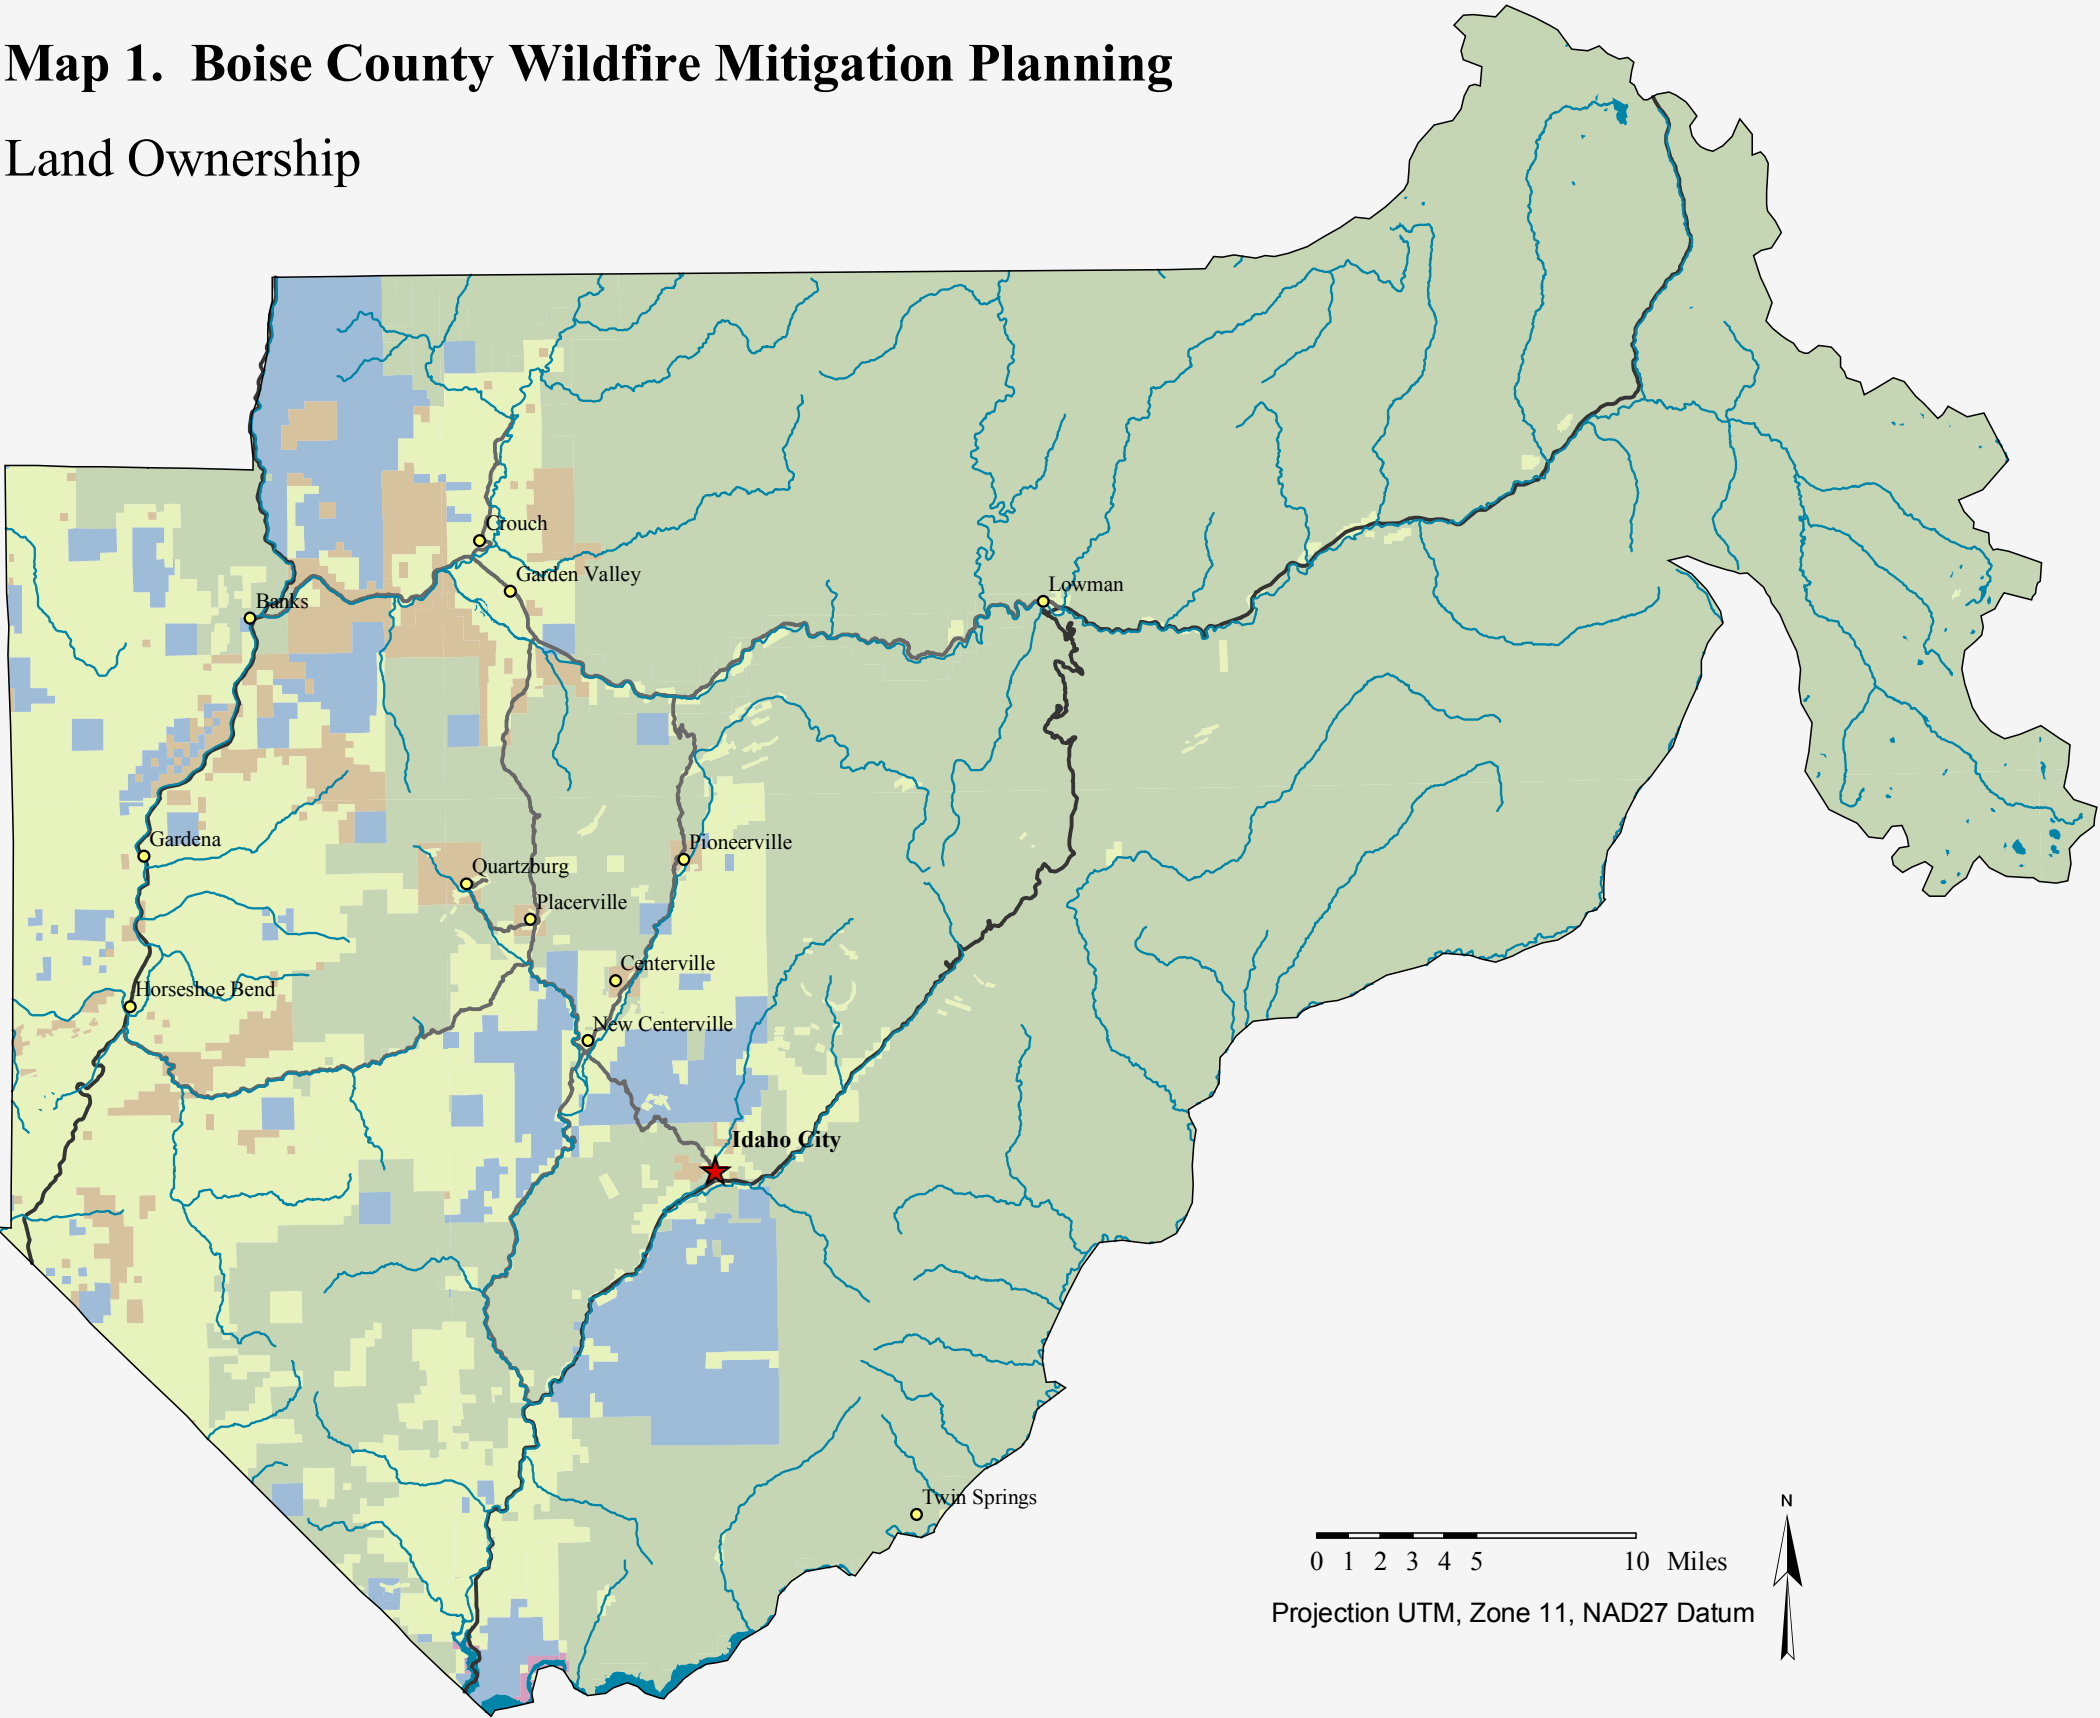 Map 1. Boise County Wildfire Mitigation Planning
Land Ownership
Crouch
Garden Valley
Banks
Lowman
Gardena
Pioneerville
Quartzburg
Placerville
Centerville
Horseshoe Bend
New Centerville
Idaho City
Twin Springs
N
0 1 2 3 4 5 10 Miles
Projection UTM, Zone 11, NAD27 Datum